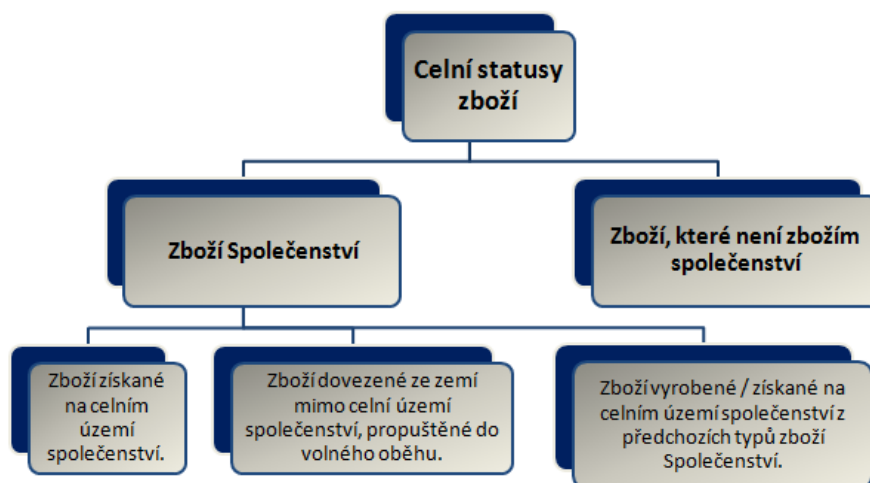 Celní statusy
zboží
Zboží Společenství
Zboží, které není zbožím
společenství
Zboží získané
na celním
území
společenství.
Zboží dovezené ze zemí
mimo celní území
společenství, propuštěné do
volného oběhu.
Zboží vyrobené / získané na
celním území společenství z
předchozích typů zboží
Společenství.